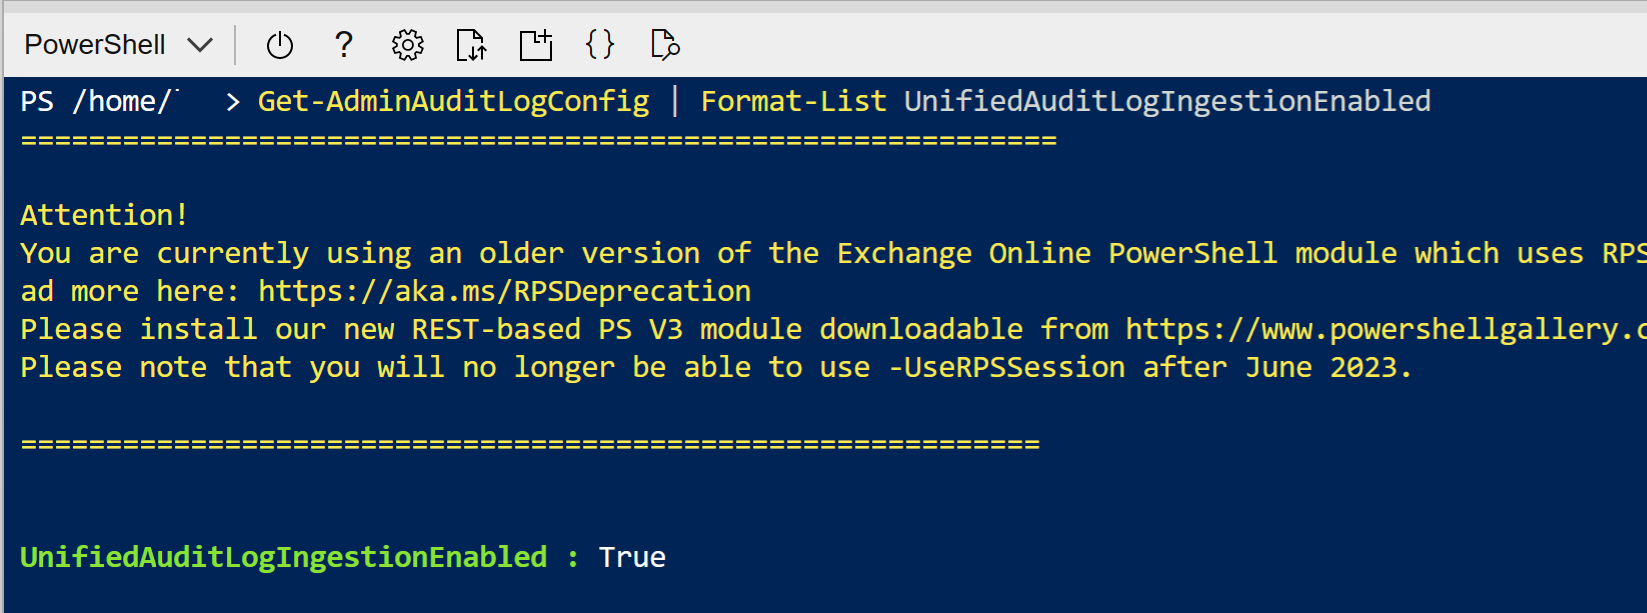 PowerShell
PS /home/ > Get-AdminAuditLogConfig | Format-List UnifiedAuditLogIngestionEnabled
=============================================================
Attention!
You are currently using an older version of the Exchange Online PowerShell module which uses RPS
ad more here: https://aka.ms/RPSDeprecation
Please install our new REST-based PS V3 module downloadable from https://www.powershellgallery.c
Please note that you will no longer be able to use -UseRPSSession after June 2023.
============================================================
UnifiedAuditLogIngestionEnabled : True